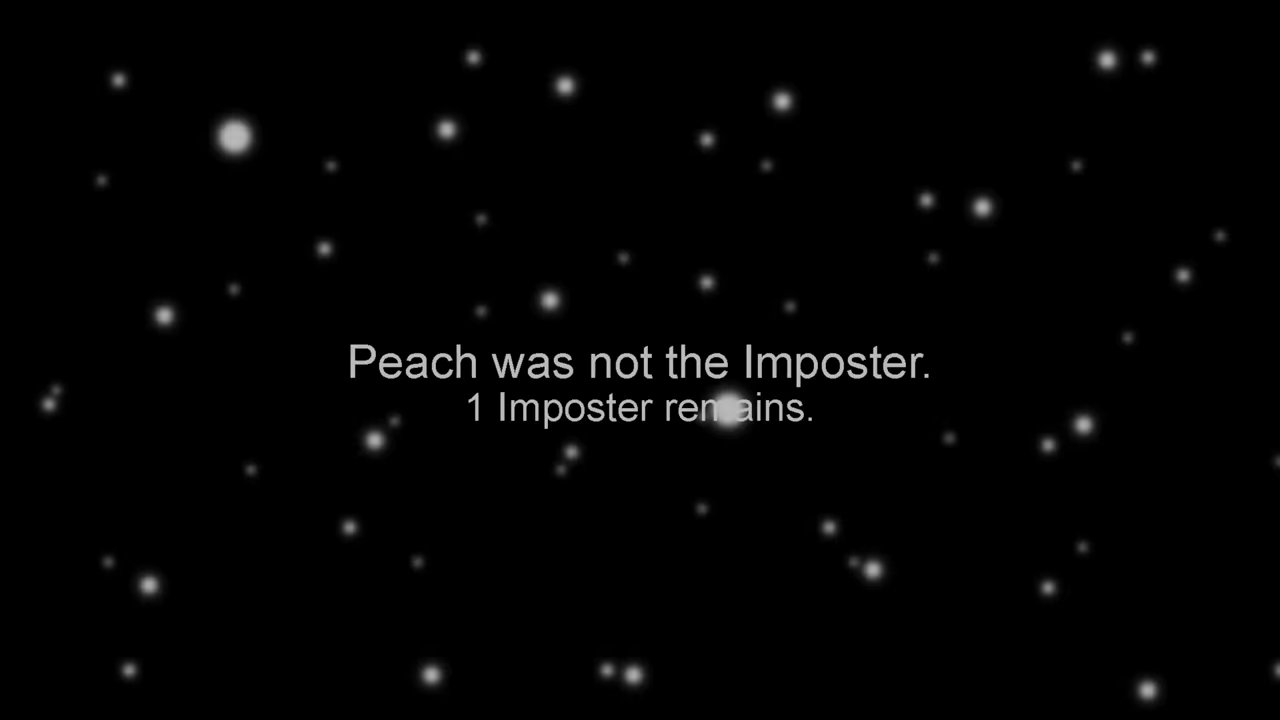 Peach was not the Imposter.
1 Imposter remains.